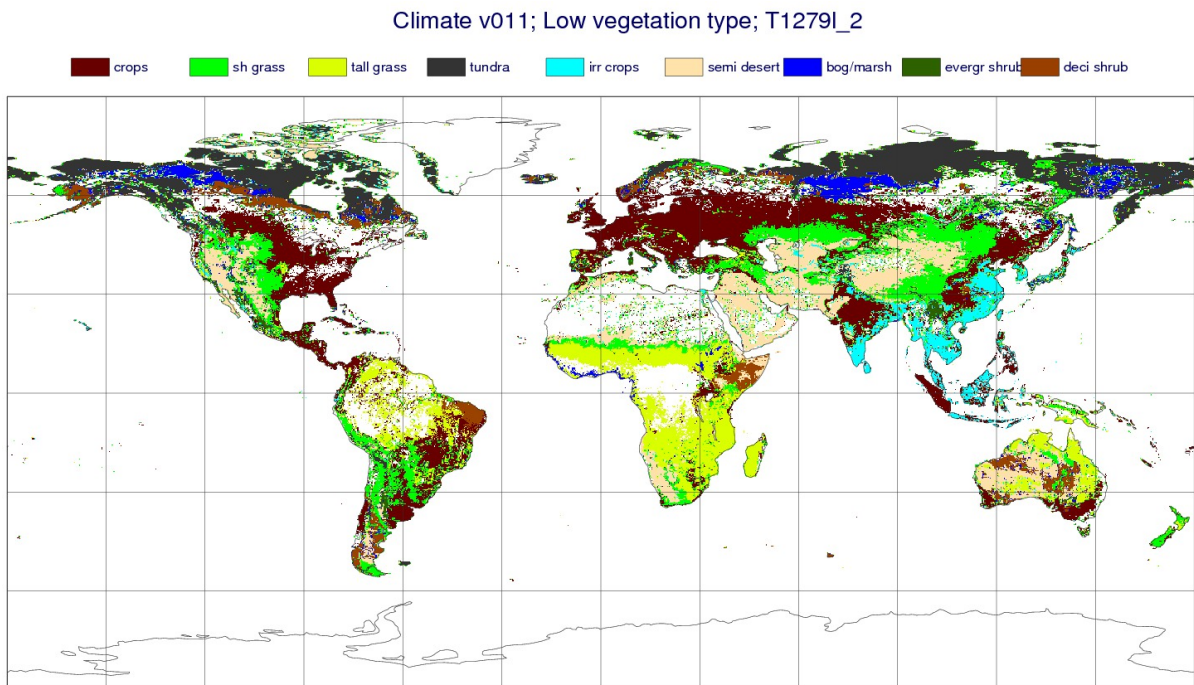 Climate v011; Low vegetation type; T1279l_2
crops sh grass tall grass tundra irr crops semi desert bog/marsh evergr shrub deci shrub